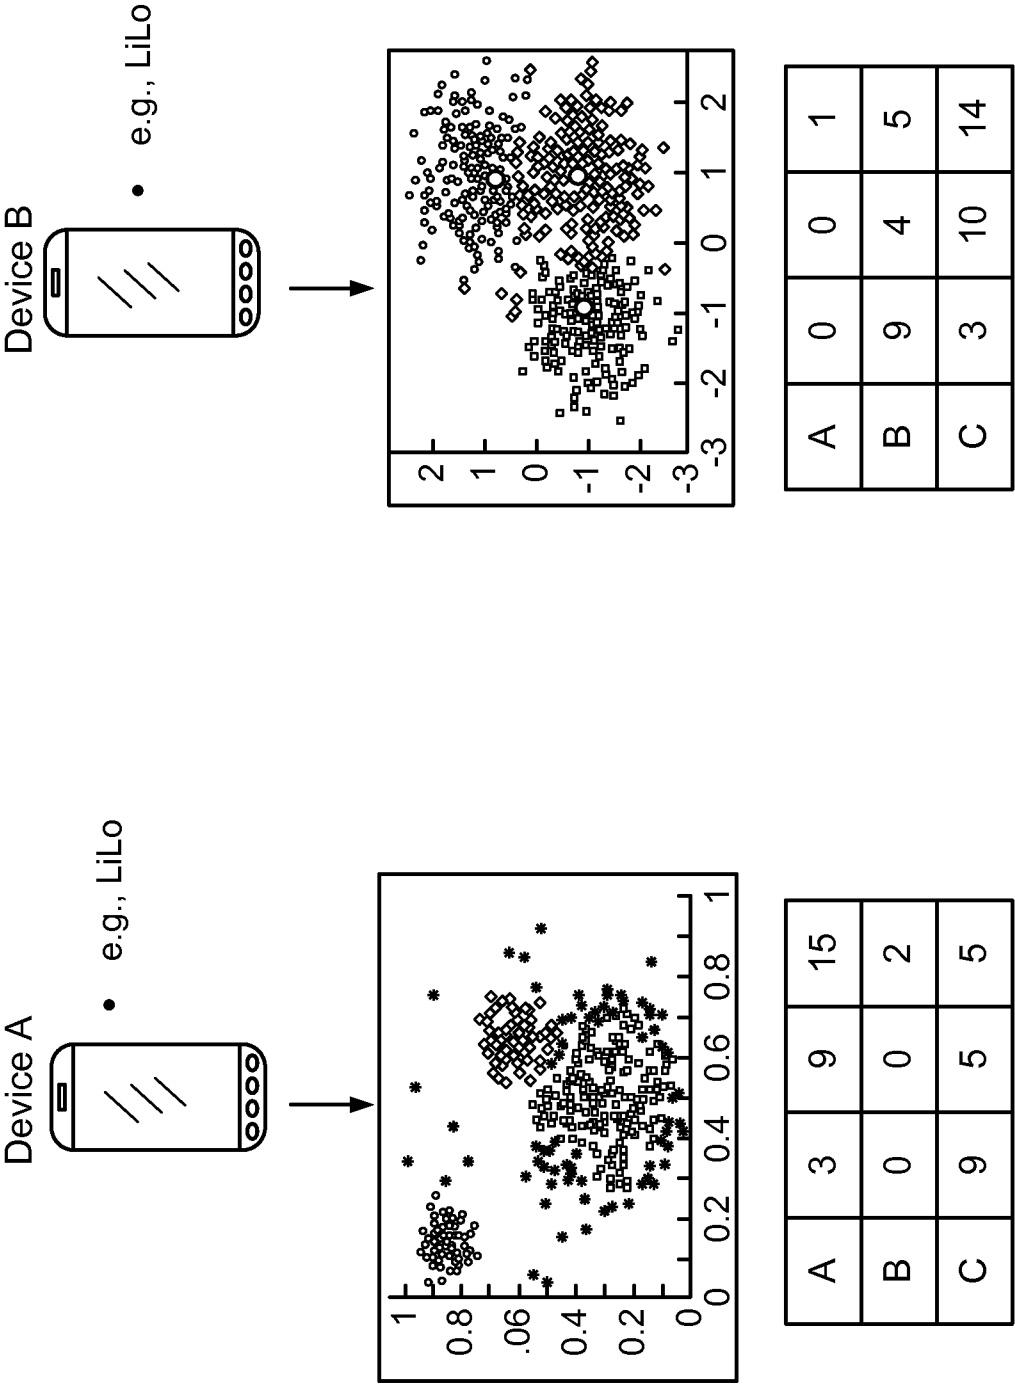 Device A
• e.g., LiLo
1
0.8
.06
0.4
0.2
0
0 0.2 0.4 0.6 0.8 1
A 3 9 15
B 0 0 2
C 9 5 5
Device B
• e.g., LiLo
2
1
0
-1
-2
-3
-3 -2 -1 0 1 2
A 0 0 1
B 9 4 5
C 3 10 14